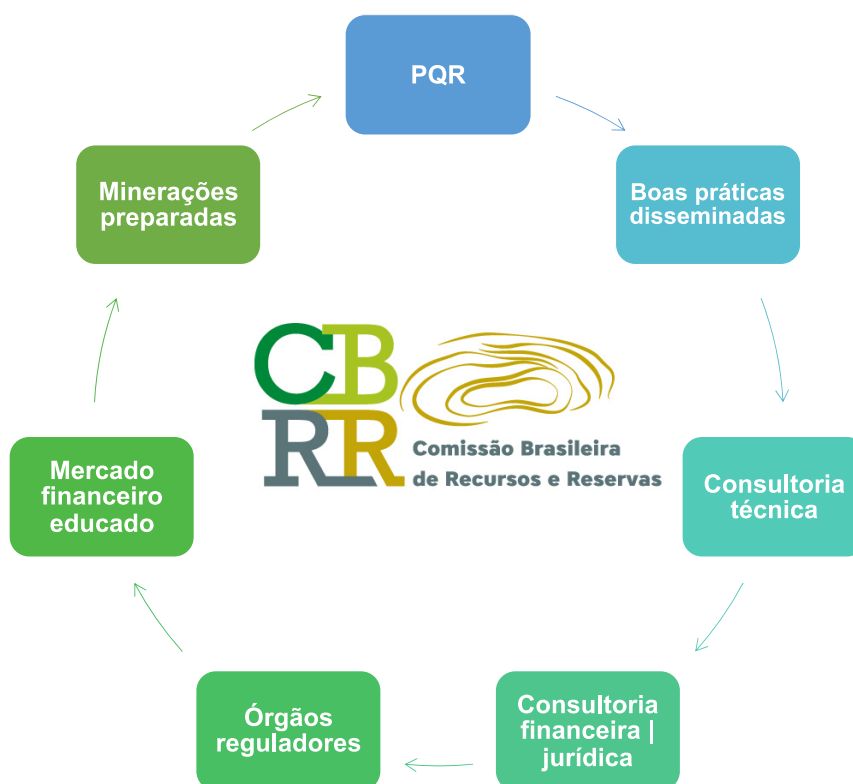 PQR
Boas práticas
disseminadas
Consultoria
técnica
Consultoria
financeira |
jurídica
Órgãos
reguladores
Mercado
financeiro
educado
Minerações
preparadas
CB
RR
Comissão Brasileira
de Recursos e Reservas